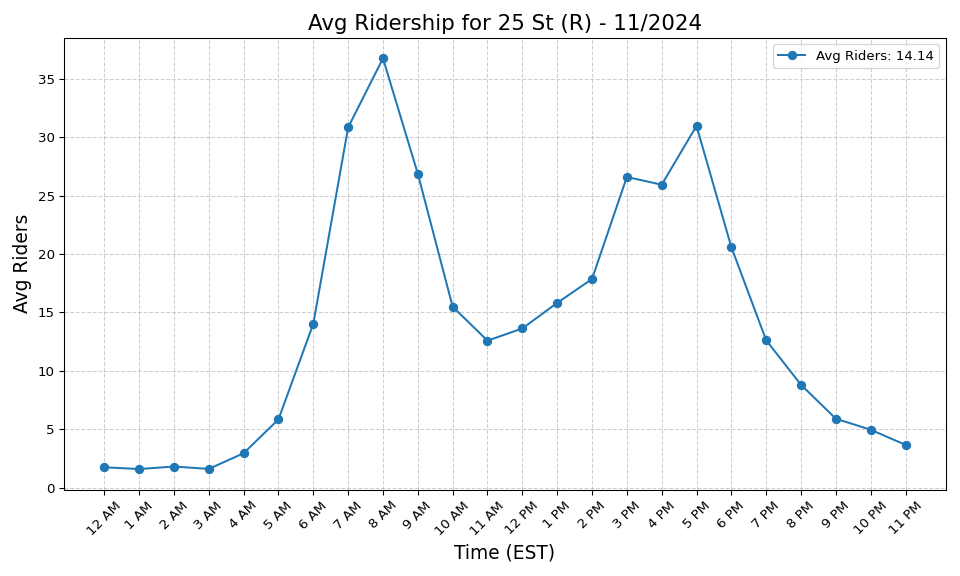 Avg Ridership for 25 St (R) - 11/2024
Avg Riders: 14.14
Avg Riders
35
30
25
20
15
10
5
0
12 AM
1 AM
2 AM
3 AM
4 AM
5 AM
6 AM
7 AM
8 AM
9 AM
10 AM
11 AM
12 PM
1 PM
2 PM
3 PM
4 PM
5 PM
6 PM
7 PM
8 PM
9 PM
10 PM
11 PM
Time (EST)